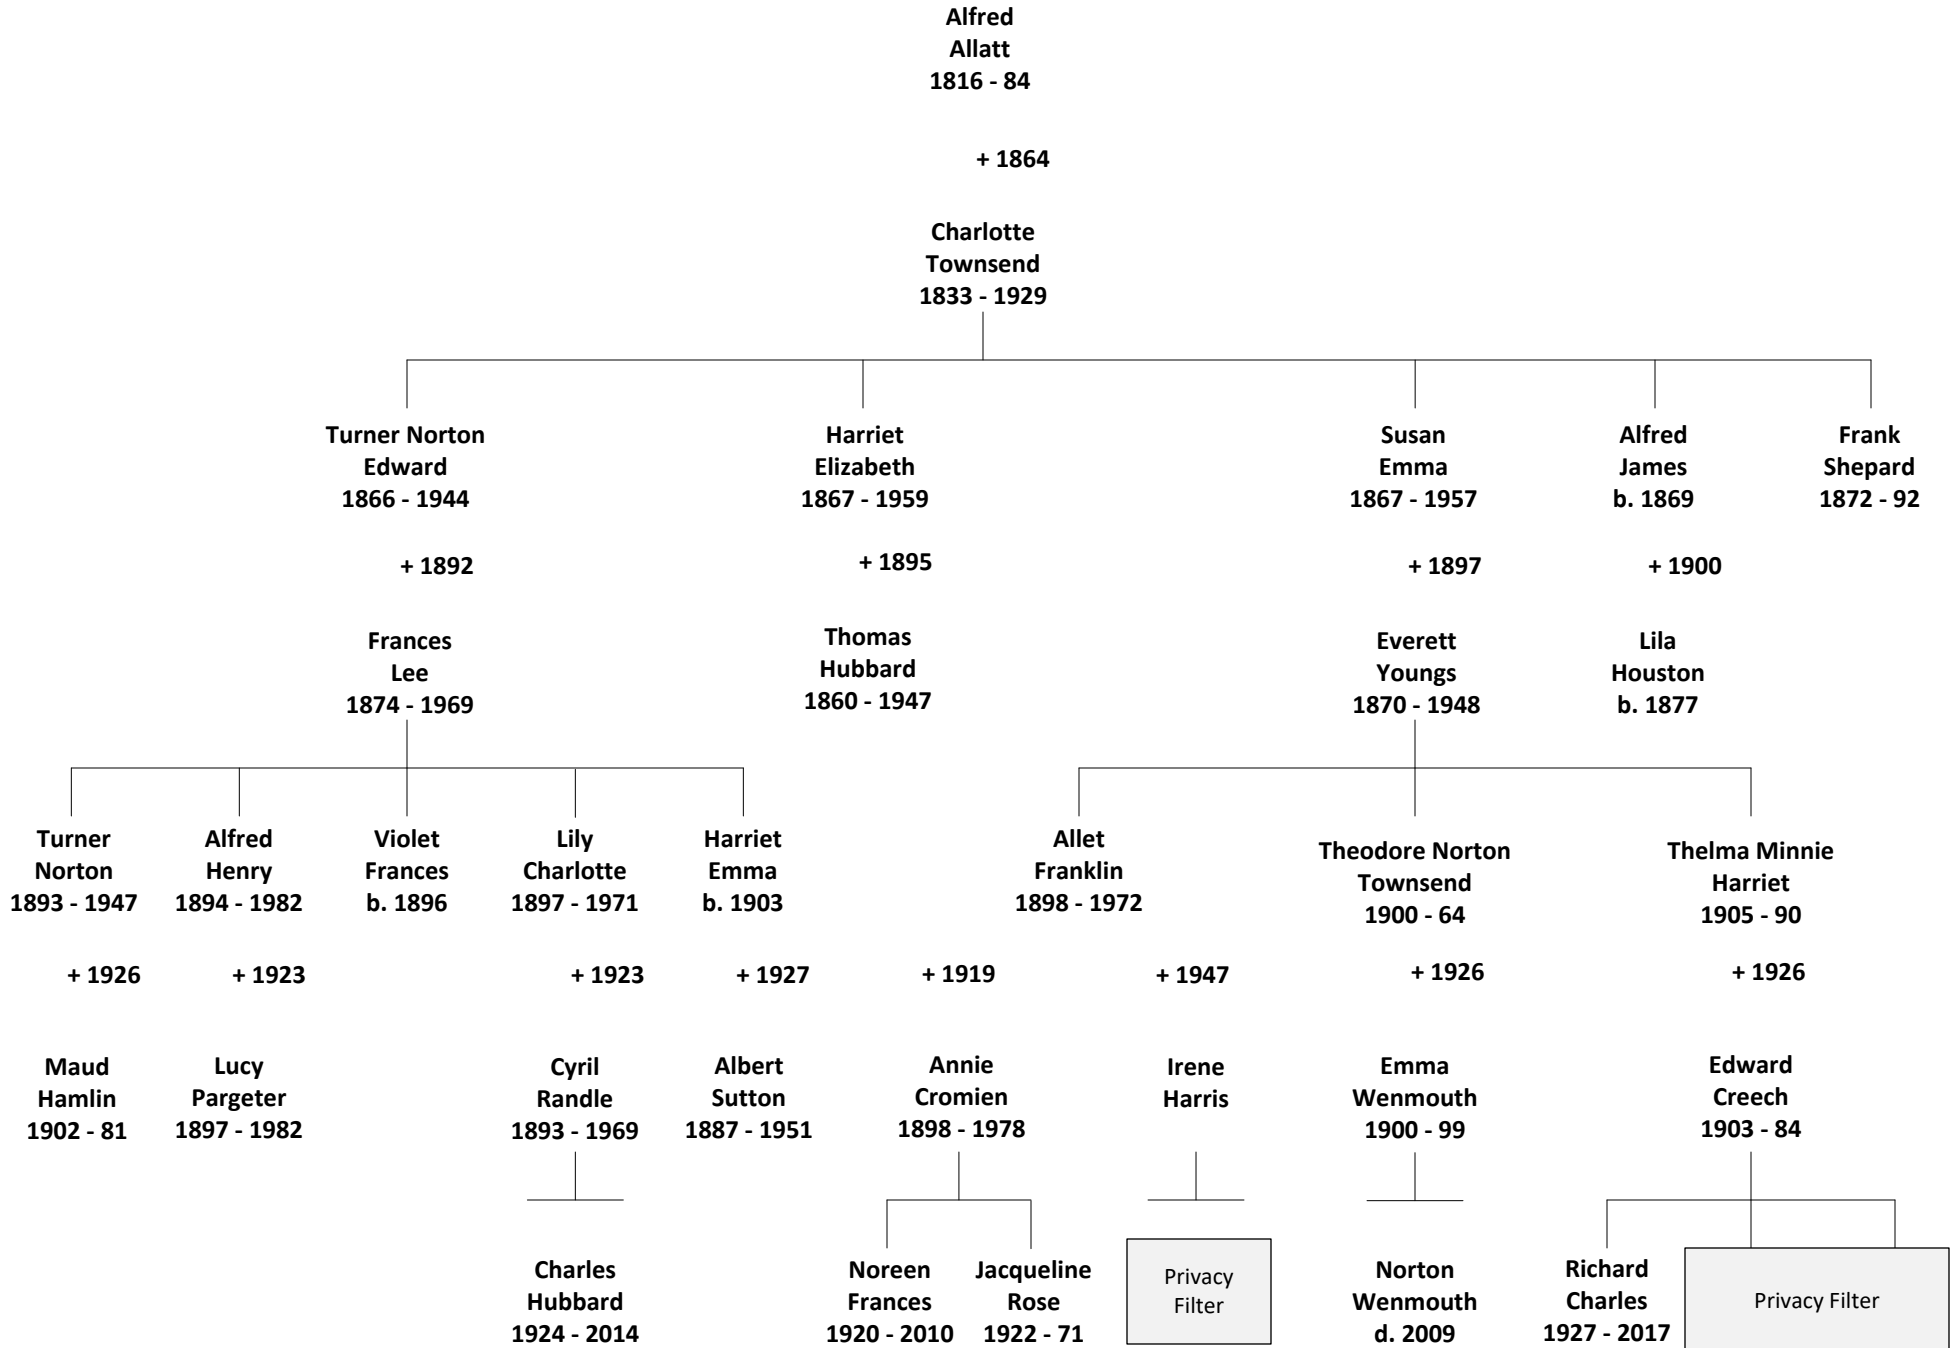 Alfred
Allatt
1816 - 84
+ 1864
Charlotte
Townsend
1833 - 1929
Turner Norton
Edward
1866 - 1944
Harriet
Elizabeth
1867 - 1959
Susan
Emma
1867 - 1957
Alfred
James
b. 1869
Frank
Shepard
1872 - 92
+ 1892
+ 1895
+ 1897
+ 1900
Frances
Lee
1874 - 1969
Thomas
Hubbard
1860 - 1947
Everett
Youngs
1870 - 1948
Lila
Houston
b. 1877
Turner
Norton
1893 - 1947
Alfred
Henry
1894 - 1982
Violet
Frances
b. 1896
Lily
Charlotte
1897 - 1971
Harriet
Emma
b. 1903
Allet
Franklin
1898 - 1972
Theodore Norton
Townsend
1900 - 64
Thelma Minnie
Harriet
1905 - 90
+ 1926
+ 1923
+ 1923
+ 1927
+ 1919
+ 1947
+ 1926
+ 1926
Maud
Hamlin
1902 - 81
Lucy
Pargeter
1897 - 1982
Cyril
Randle
1893 - 1969
Albert
Sutton
1887 - 1951
Annie
Cromien
1898 - 1978
Irene
Harris
Emma
Wenmouth
1900 - 99
Edward
Creech
1903 - 84
Charles
Hubbard
1924 - 2014
Noreen
Frances
1920 - 2010
Jacqueline
Rose
1922 - 71
Privacy
Filter
Norton
Wenmouth
d. 2009
Richard
Charles
1927 - 2017
Privacy Filter